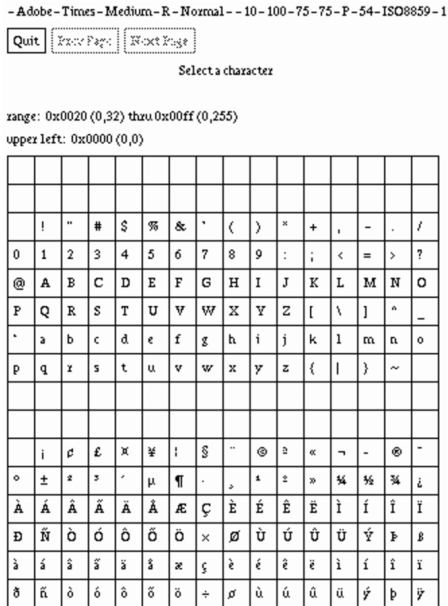 -Adobe-Times-Medium-R-Normal--10-100-75-75-P-54-ISO8859-1
Quit Prev Page Next Page
Select a character
range: 0x0020 (0,32) thru 0x00ff (0,255)
upper left: 0x0000 (0,0)
! " # $ % & ' ( ) * + , - . /
0 1 2 3 4 5 6 7 8 9 : ; < = > ?
@ A B C D E F G H I J K L M N O
P Q R S T U V W X Y Z [ \ ] ^ _
` a b c d e f g h i j k l m n o
p q r s t u v w x y z { | } ~
¡ ¢ £ ¤ ¥ ¦ § ¨ © ª « ¬ - ® ¯
° ± ² ³ ´ µ ¶ · ¸ ¹ º » ¼ ½ ¾ ¿
À Á Â Ã Ä Å Æ Ç È É Ê Ë Ì Í Î Ï
Ð Ñ Ò Ó Ô Õ Ö × Ø Ù Ú Û Ü Ý Þ ß
à á â ã ä å æ ç è é ê ë ì í î ï
ð ñ ò ó ô õ ö ÷ ø ù ú û ü ý þ ÿ